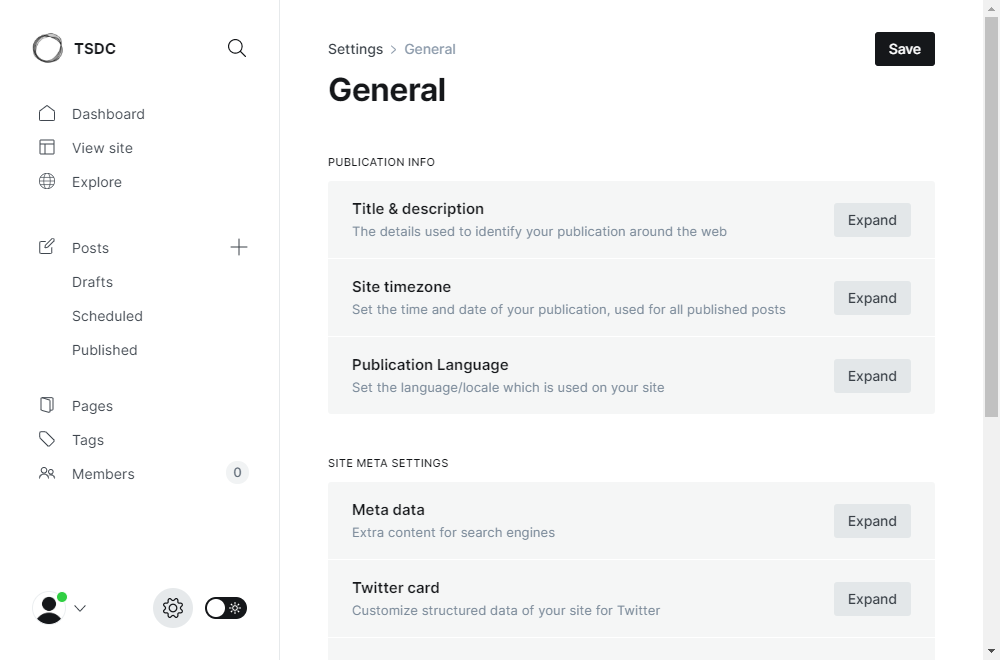 TSDC
Dashboard
View site
Explore
Posts
Drafts
Scheduled
Published
Pages
Tags
Members
0
Settings > General
Save
General
PUBLICATION INFO
Title & description
The details used to identify your publication around the web
Expand
Site timezone
Set the time and date of your publication, used for all published posts
Expand
Publication Language
Set the language/locale which is used on your site
Expand
SITE META SETTINGS
Meta data
Extra content for search engines
Expand
Twitter card
Customize structured data of your site for Twitter
Expand